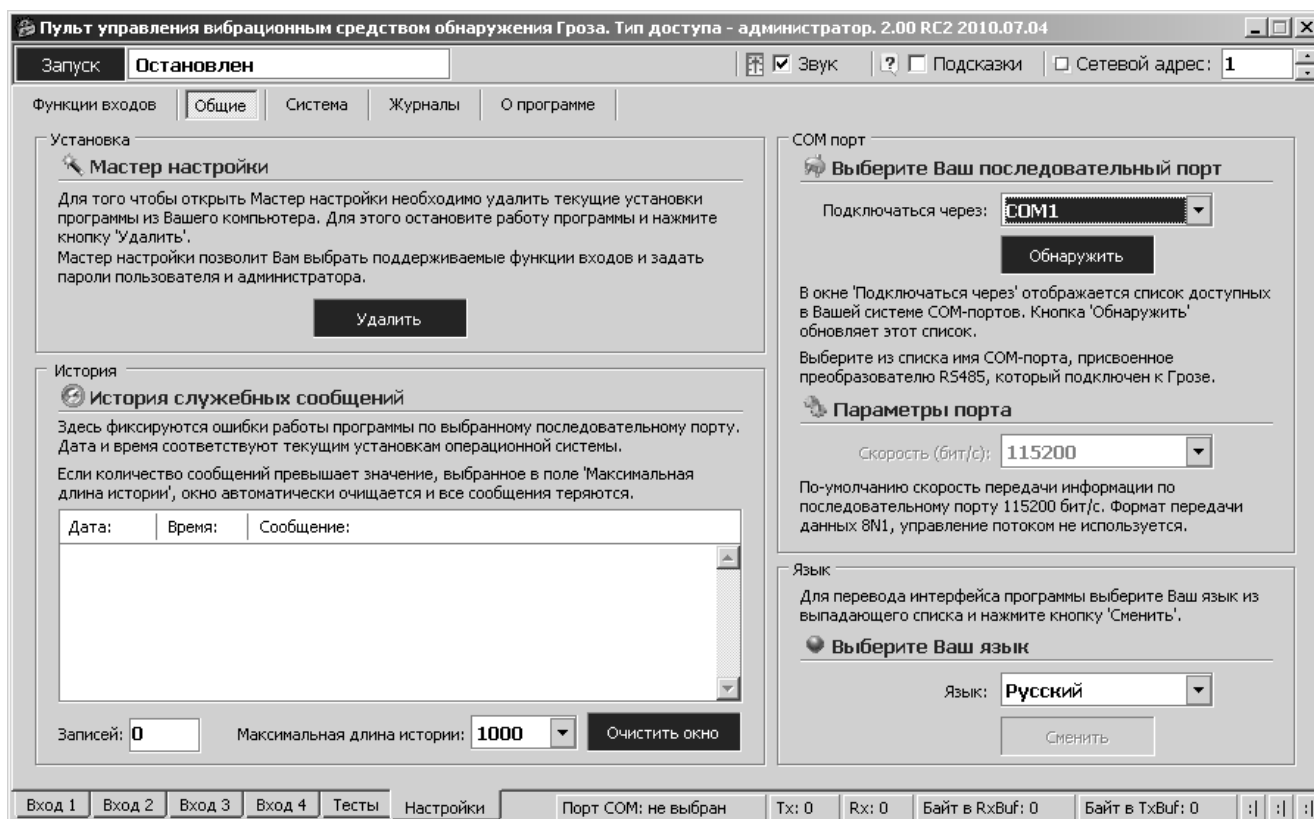 Пульт управления вибрационным средством обнаружения Гроза. Тип доступа - администратор. 2.00 RC2 2010.07.04
Запуск
Остановлен
Звук
Подсказки
Сетевой адрес: 1
Функции входов
Общие
Система
Журналы
О программе
Установка
Мастер настройки
Для того чтобы открыть Мастер настройки необходимо удалить текущие установки
программы из Вашего компьютера. Для этого остановите работу программы и нажмите
кнопку 'Удалить'.
Мастер настройки позволит Вам выбрать поддерживаемые функции входов и задать
пароли пользователя и администратора.
Удалить
История
История служебных сообщений
Здесь фиксируются ошибки работы программы по выбранному последовательному порту.
Дата и время соответствуют текущим установкам операционной системы.
Если количество сообщений превышает значение, выбранное в поле 'Максимальная
длина истории', окно автоматически очищается и все сообщения теряются.
Дата:
Время:
Сообщение:
Записей: 0
Максимальная длина истории: 1000
Очистить окно
COM порт
Выберите Ваш последовательный порт
Подключаться через: COM1
Обнаружить
В окне 'Подключаться через' отображается список доступных
в Вашей системе COM-портов. Кнопка 'Обнаружить'
обновляет этот список.
Выберите из списка имя COM-порта, присвоенное
преобразователю RS485, который подключен к Грозе.
Параметры порта
Скорость (бит/с): 115200
По-умолчанию скорость передачи информации по
последовательному порту 115200 бит/с. Формат передачи
данных 8N1, управление потоком не используется.
Язык
Для перевода интерфейса программы выберите Ваш язык из
выпадающего списка и нажмите кнопку 'Сменить'.
Выберите Ваш язык
Язык: Русский
Сменить
Вход 1
Вход 2
Вход 3
Вход 4
Тесты
Настройки
Порт COM: не выбран
Tx: 0
Rx: 0
Байт в RxBuf: 0
Байт в TxBuf: 0
:|
:|
:|